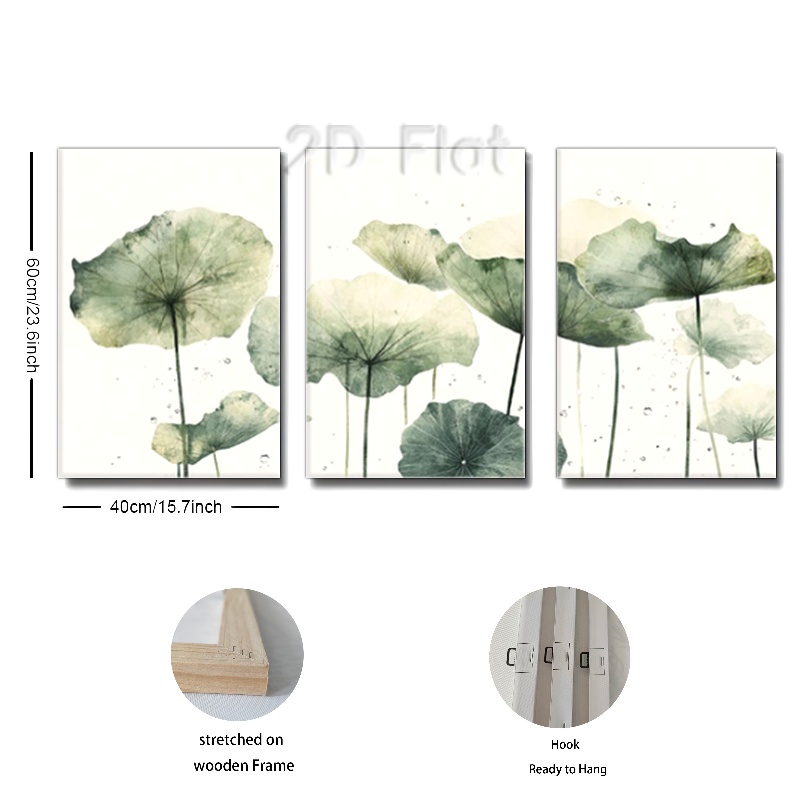 2D Flat
60cm/23.6inch
40cm/15.7inch
stretched on
wooden Frame
Hook
Ready to Hang